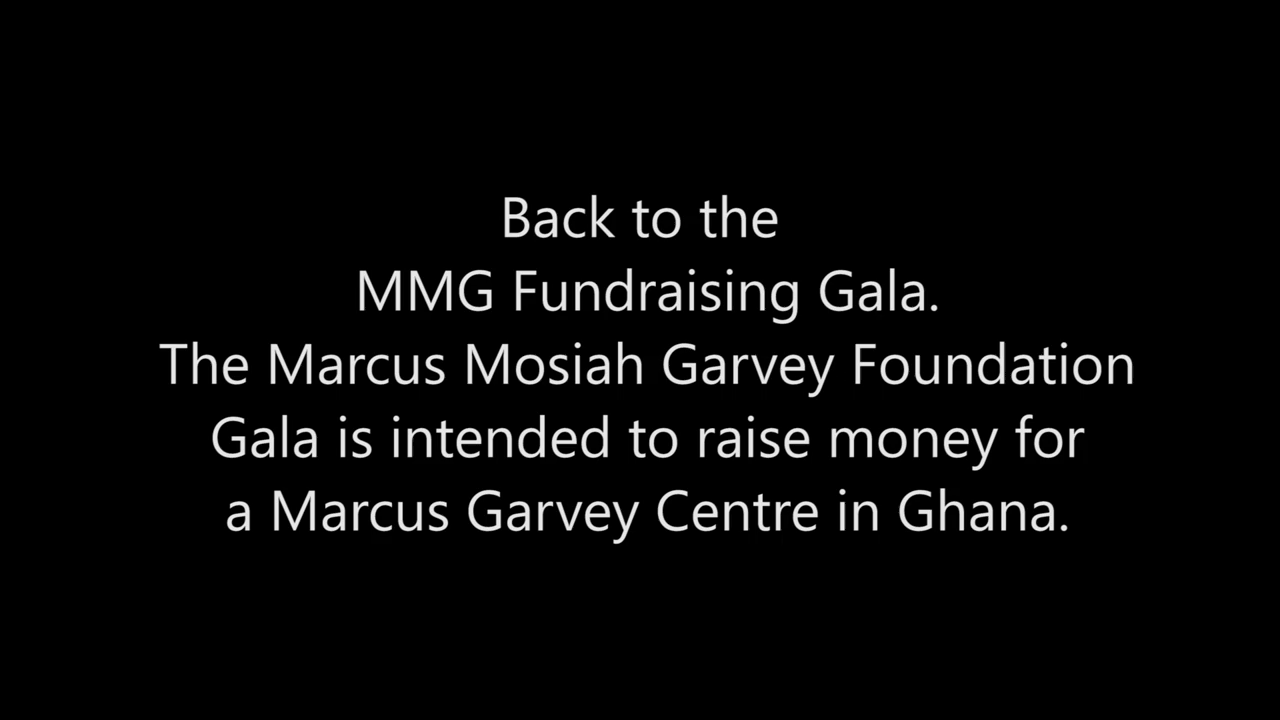 Back to the
MMG Fundraising Gala.
The Marcus Mosiah Garvey Foundation
Gala is intended to raise money for
a Marcus Garvey Centre in Ghana.